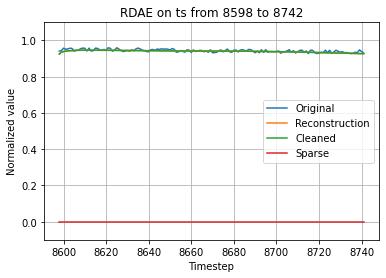 RDAE on ts from 8598 to 8742
Normalized value
1.0
0.8
0.6
0.4
0.2
0.0
Original
Reconstruction
Cleaned
Sparse
8600 8620 8640 8660 8680 8700 8720 8740
Timestep